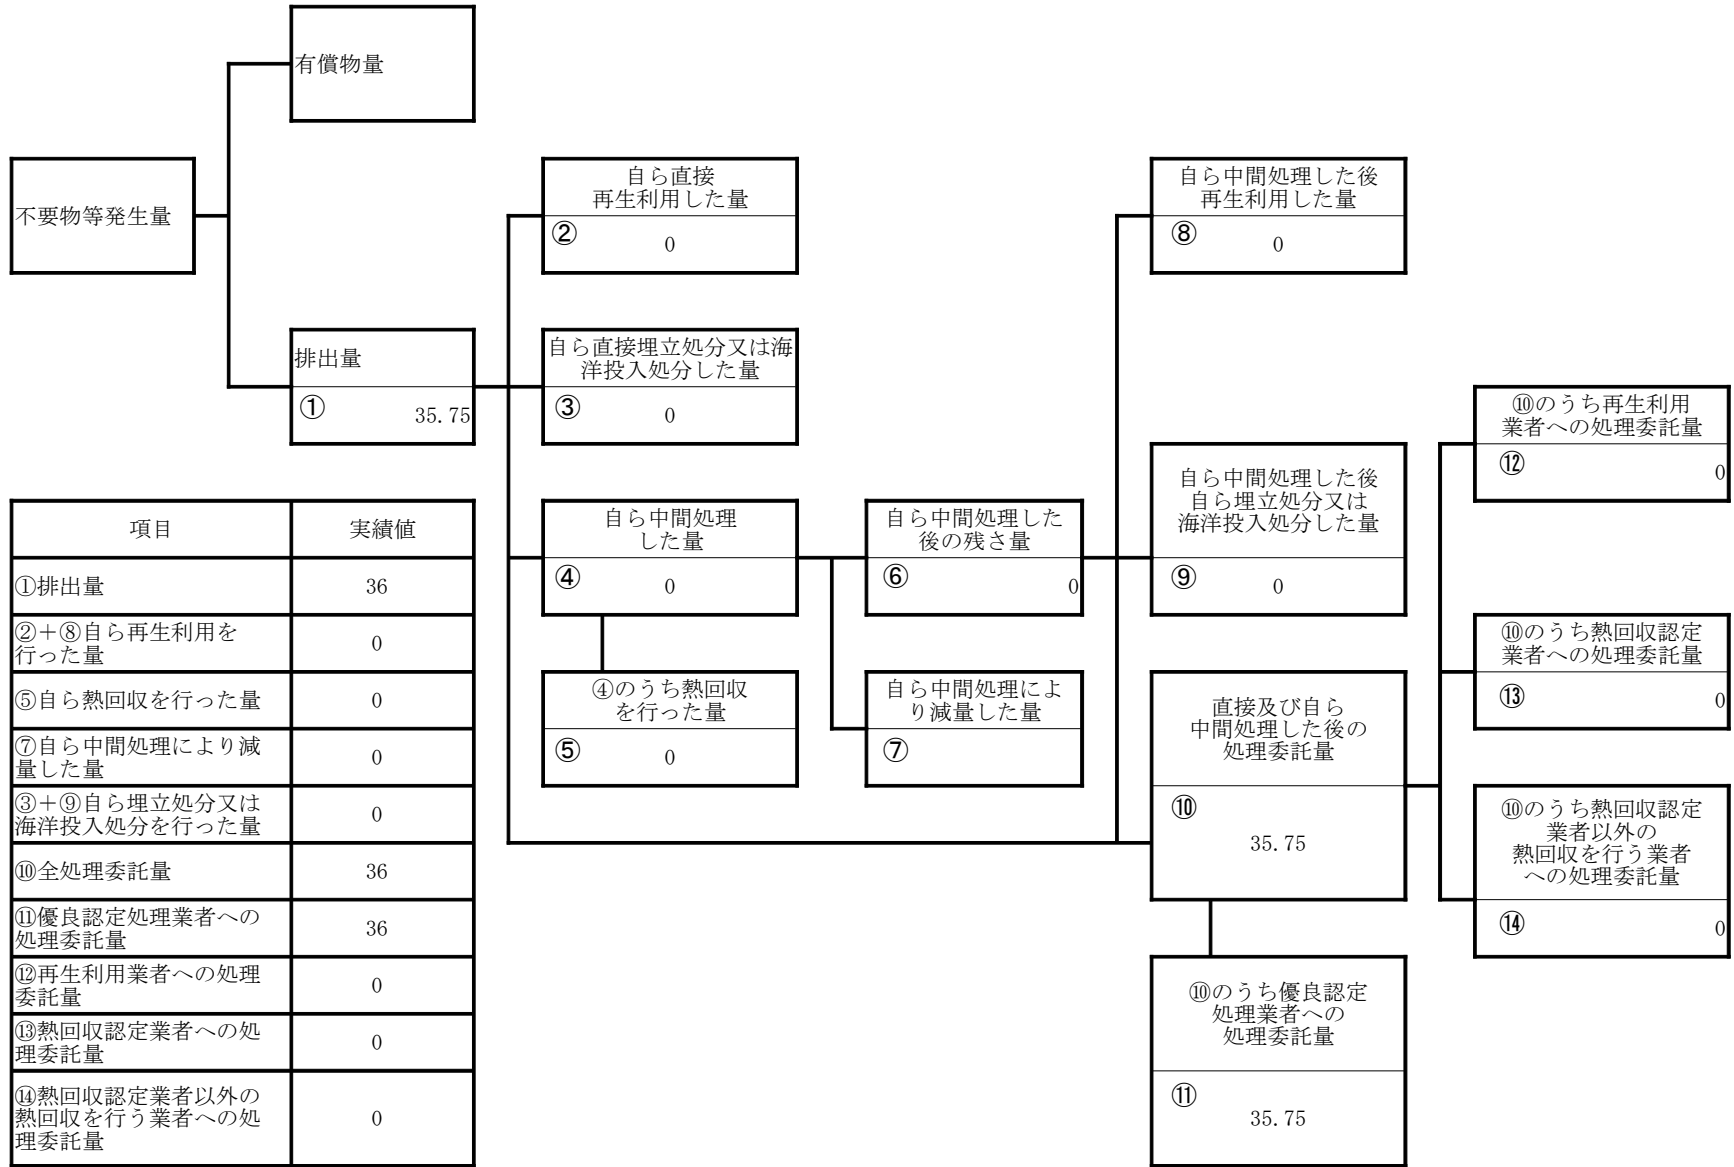 有償物量
不要物等発生量
排出量
①
35.75
自ら直接
再生利用した量
②
0
自ら直接埋立処分又は海
洋投入処分した量
③
0
自ら中間処理
した量
④
0
④のうち熱回収
を行った量
⑤
0
自ら中間処理した
後の残さ量
⑥
0
自ら中間処理によ
り減量した量
⑦
自ら中間処理した後
再生利用した量
⑧
0
自ら中間処理した後
自ら埋立処分又は
海洋投入処分した量
⑨
0
直接及び自ら
中間処理した後の
処理委託量
⑩
35.75
⑩のうち優良認定
処理業者への
処理委託量
⑪
35.75
⑩のうち再生利用
業者への処理委託量
⑫
0
⑩のうち熱回収認定
業者への処理委託量
⑬
0
⑩のうち熱回収認定
業者以外の
熱回収を行う業者
への処理委託量
⑭
0
項目 実績値
①排出量 36
②+⑧自ら再生利用を
行った量 0
⑤自ら熱回収を行った量 0
⑦自ら中間処理により減
量した量 0
③+⑨自ら埋立処分又は
海洋投入処分を行った量 0
⑩全処理委託量 36
⑪優良認定処理業者への
処理委託量 36
⑫再生利用業者への処理
委託量 0
⑬熱回収認定業者への処
理委託量 0
⑭熱回収認定業者以外の
熱回収を行う業者への処
理委託量 0